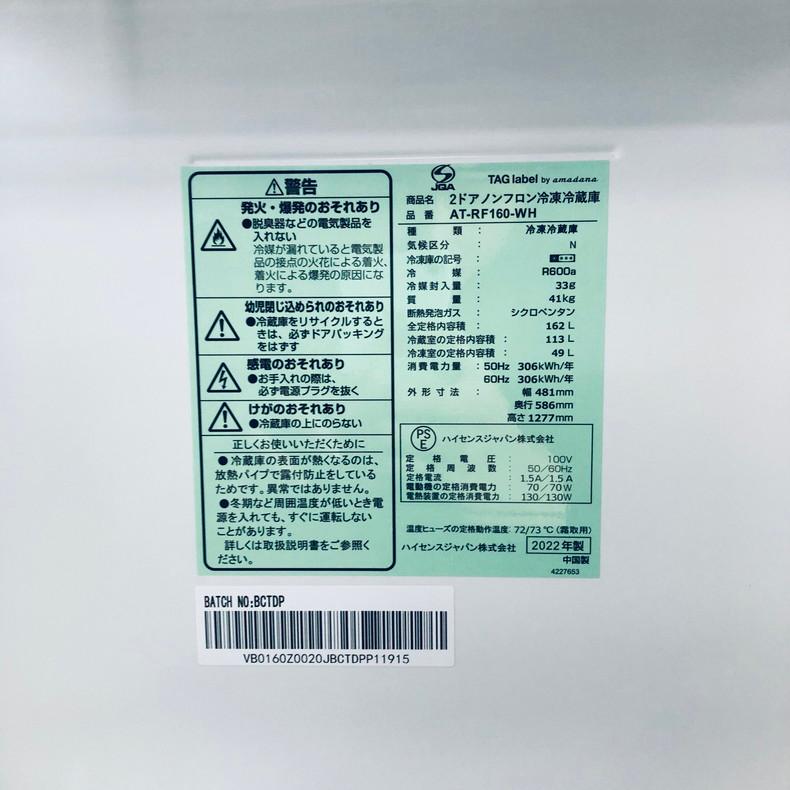 ⚠警告
発火・爆発のおそれあり
●脱臭器などの電気製品を
入れない
冷媒が漏れていると電気製
品の接点の火花による着火、
着火による爆発の原因にな
ります。
幼児閉じ込められのおそれあり
●冷蔵庫をリサイクルすると
きは、必ずドアパッキング
をはずす
感電のおそれあり
●お手入れの際は、
必ず電源プラグを抜く
けがのおそれあり
●冷蔵庫の上にのらない
正しくお使いいただくために
●冷蔵庫の表面が熱くなるのは、
放熱パイプで露付防止をしている
ためです。異常ではありません。
●冬期など周囲温度が低いとき電
源を入れても、すぐに運転しない
ことがあります。
詳しくは取扱説明書をご参照く
ださい。
JQA
TAG label by amadana
商品名 2ドアノンフロン冷凍冷蔵庫
品番 AT-RF160-WH
種類 : 冷凍冷蔵庫
気候区分 : N
冷凍庫の記号 : ＊***
冷媒 : R600a
冷媒封入量 : 33g
質量 : 41kg
断熱発泡ガス : シクロペンタン
全定格内容積 : 162 L
冷蔵室の定格内容積 : 113 L
冷凍室の定格内容積 : 49 L
消費電力量 : 50Hz 306kWh/年
60Hz 306kWh/年
外形寸法 : 幅 481mm
奥行 586mm
高さ 1277mm
PSE ハイセンスジャパン株式会社
定格電圧 : 100V
定格周波数 : 50/60Hz
定格電流 : 1.5A/1.5A
電動機の定格消費電力 : 70/70W
電熱装置の定格消費電力 : 130/130W
温度ヒューズの定格動作温度: 72/73℃(霜取用)
ハイセンスジャパン株式会社 2022年製
中国製
4227653
BATCH NO:BCTDP
VB0160Z0020JBCTDPP11915